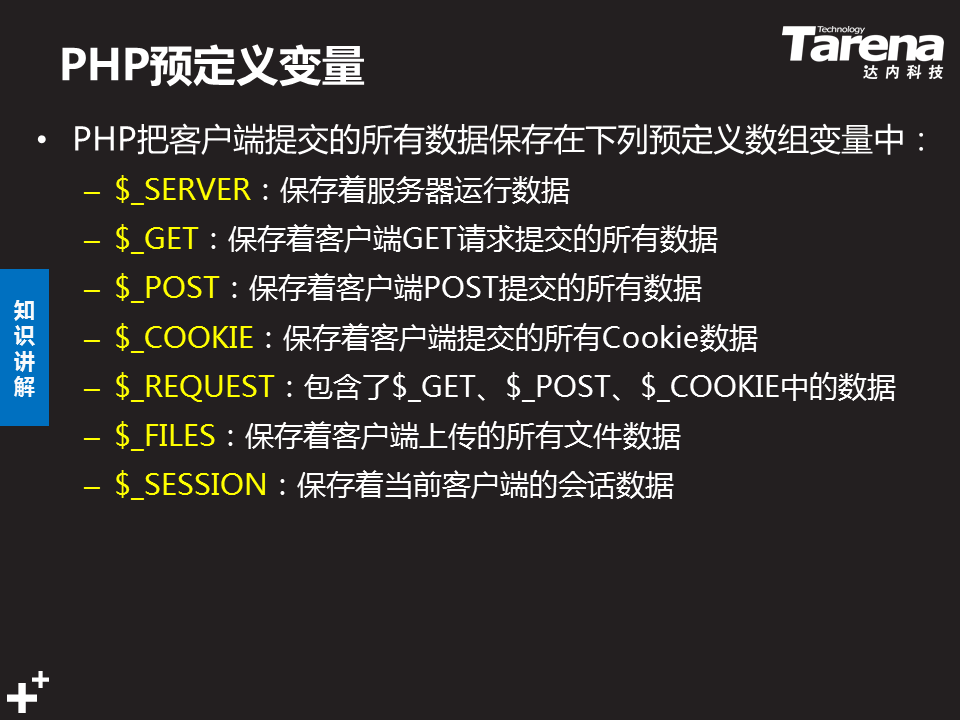 PHP预定义变量
Technology
Tarena
达内科技
• PHP把客户端提交的所有数据保存在下列预定义数组变量中：
– $_SERVER：保存着服务器运行数据
– $_GET：保存着客户端GET请求提交的所有数据
– $_POST：保存着客户端POST提交的所有数据
– $_COOKIE：保存着客户端提交的所有Cookie数据
– $_REQUEST：包含了$_GET、$_POST、$_COOKIE中的数据
– $_FILES：保存着客户端上传的所有文件数据
– $_SESSION：保存着当前客户端的会话数据
知识讲解